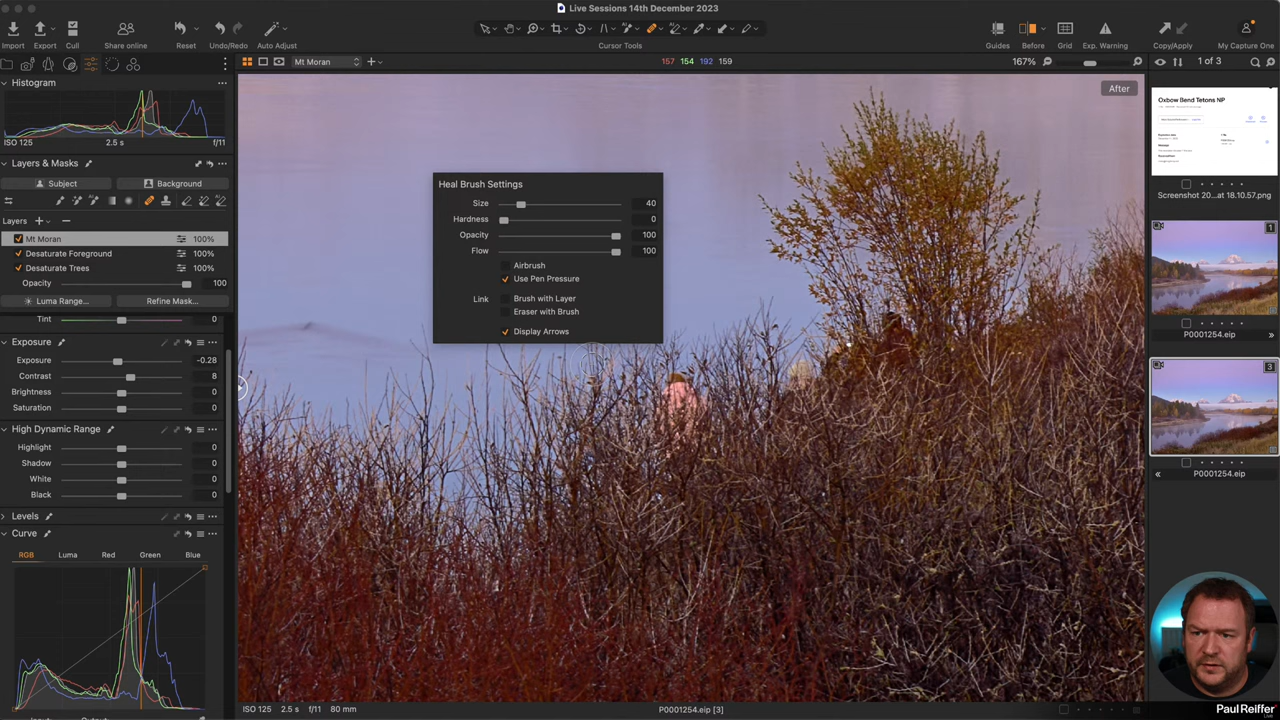 Live Sessions 14th December 2023
Import
Export
Cull
Share online
Reset
Undo/Redo
Auto Adjust
Cursor Tools
Guides
Before
Grid
Exp. Warning
Copy/Apply
My Capture One
Mt Moran
157 154 192 159
167%
1 of 3
Histogram
ISO 125
2.5 s
f/11
Layers & Masks
Subject
Background
Layers
Mt Moran
100%
Desaturate Foreground
100%
Desaturate Trees
100%
Opacity
100
Luma Range...
Refine Mask...
Tint
0
Exposure
Exposure
-0.28
Contrast
8
Brightness
0
Saturation
0
High Dynamic Range
Highlight
0
Shadow
0
White
0
Black
0
Levels
Curve
RGB
Luma
Red
Green
Blue
After
Heal Brush Settings
Size
40
Hardness
0
Opacity
100
Flow
100
Airbrush
Use Pen Pressure
Link
Brush with Layer
Eraser with Brush
Display Arrows
Oxbow Bend Tetons NP
Screenshot 20...at 18.10.57.png
1
P0001254.eip
3
P0001254.eip
ISO 125
2.5 s
f/11
80 mm
P0001254.eip [3]
Paul Reiffer
Live